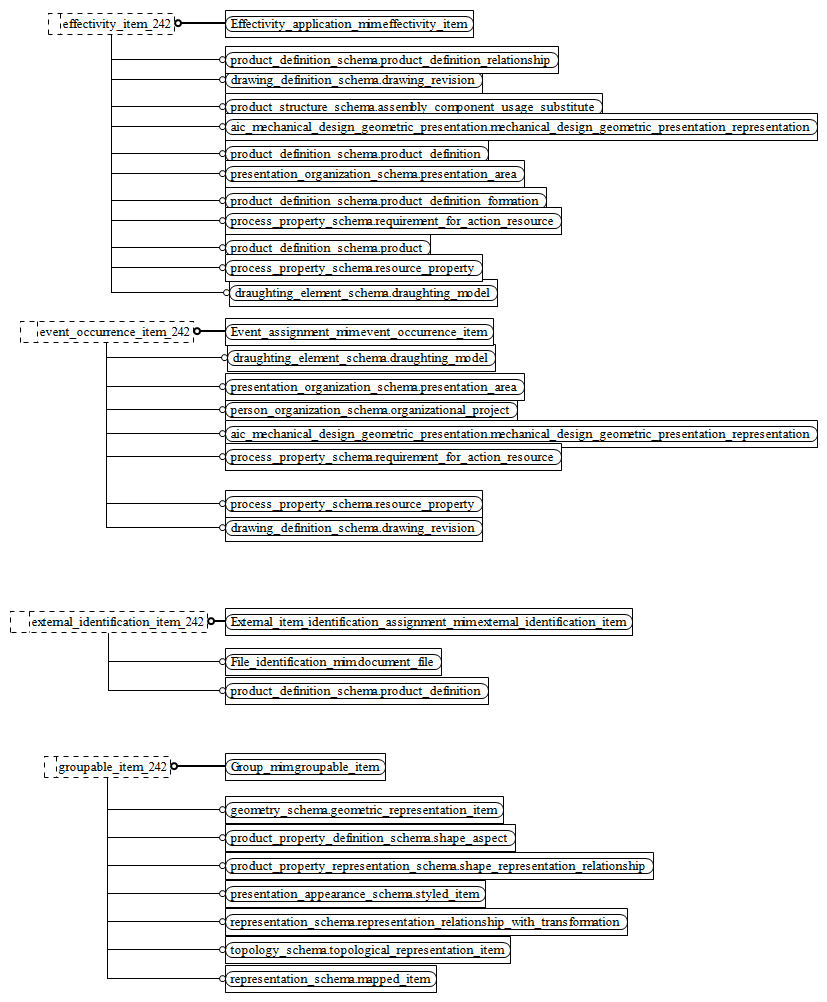 effectivity_item_242
Effectivity_application_mim.effectivity_item
product_definition_schema.product_definition_relationship
drawing_definition_schema.drawing_revision
product_structure_schema.assembly_component_usage_substitute
aic_mechanical_design_geometric_presentation.mechanical_design_geometric_presentation_representation
product_definition_schema.product_definition
presentation_organization_schema.presentation_area
product_definition_schema.product_definition_formation
process_property_schema.requirement_for_action_resource
product_definition_schema.product
process_property_schema.resource_property
draughting_element_schema.draughting_model
event_occurrence_item_242
Event_assignment_mim.event_occurrence_item
draughting_element_schema.draughting_model
presentation_organization_schema.presentation_area
person_organization_schema.organizational_project
aic_mechanical_design_geometric_presentation.mechanical_design_geometric_presentation_representation
process_property_schema.requirement_for_action_resource
process_property_schema.resource_property
drawing_definition_schema.drawing_revision
external_identification_item_242
External_item_identification_assignment_mim.external_identification_item
File_identification_mim.document_file
product_definition_schema.product_definition
groupable_item_242
Group_mim.groupable_item
geometry_schema.geometric_representation_item
product_property_definition_schema.shape_aspect
product_property_representation_schema.shape_representation_relationship
presentation_appearance_schema.styled_item
representation_schema.representation_relationship_with_transformation
topology_schema.topological_representation_item
representation_schema.mapped_item